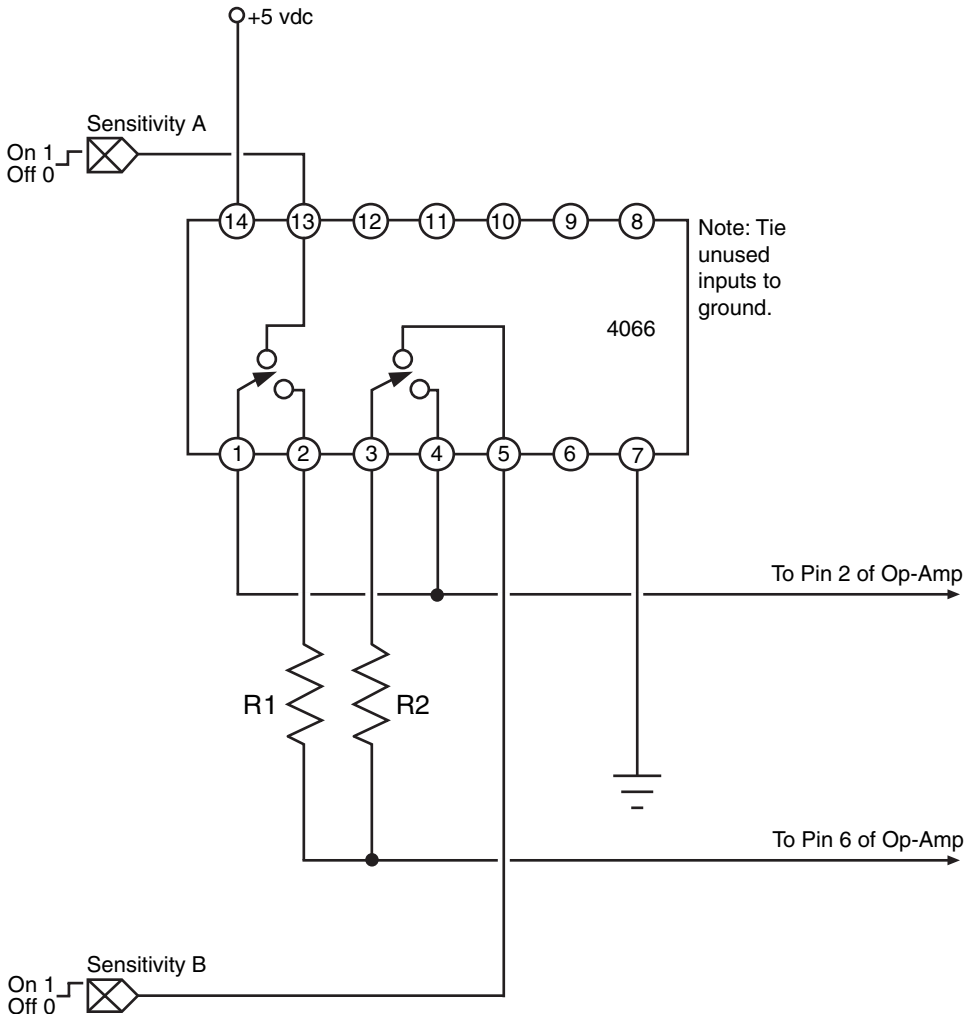 +5 vdc
Sensitivity A
On 1
Off 0
14 13 12 11 10 9 8
Note: Tie
unused
inputs to
ground.
4066
1 2 3 4 5 6 7
To Pin 2 of Op-Amp
R1 R2
To Pin 6 of Op-Amp
Sensitivity B
On 1
Off 0